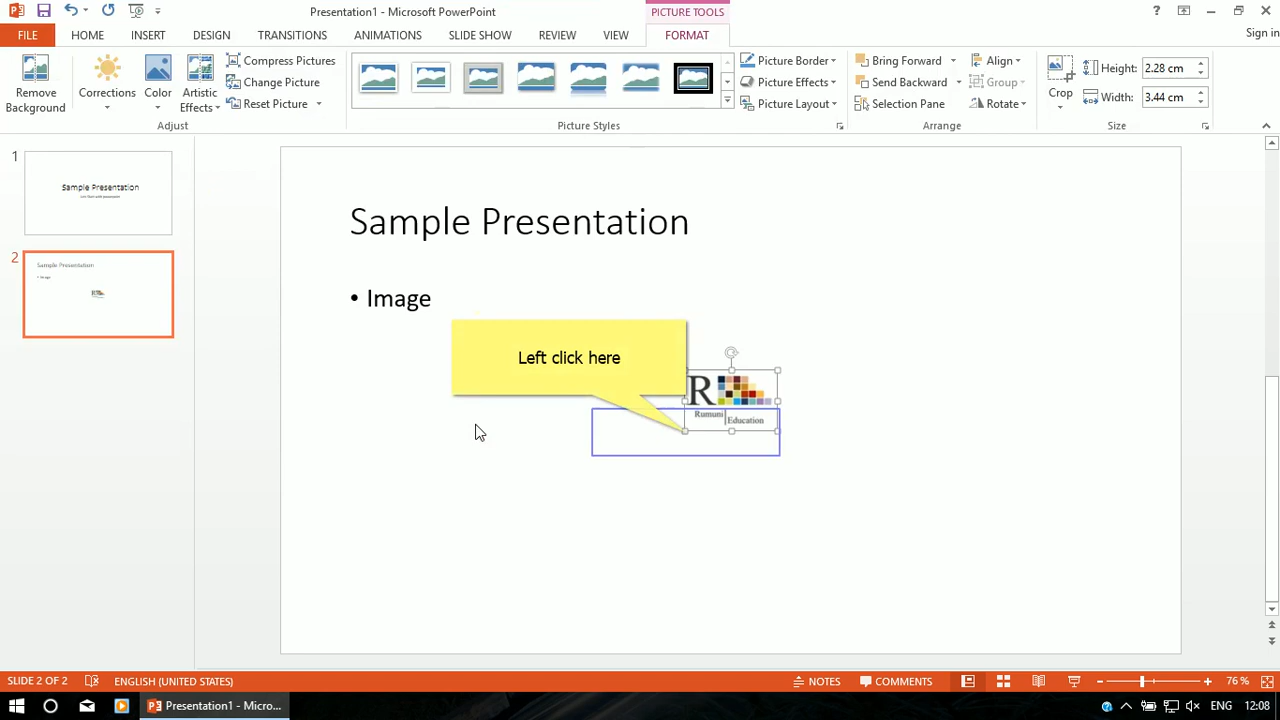 Presentation1 - Microsoft PowerPoint
PICTURE TOOLS
?
FILE
HOME
INSERT
DESIGN
TRANSITIONS
ANIMATIONS
SLIDE SHOW
REVIEW
VIEW
FORMAT
Sign in
Remove
Background
Corrections
Color
Artistic
Effects
Compress Pictures
Change Picture
Reset Picture
Adjust
Picture Styles
Picture Border
Picture Effects
Picture Layout
Bring Forward
Send Backward
Selection Pane
Align
Group
Rotate
Arrange
Crop
Height: 2.28 cm
Width: 3.44 cm
Size
1
Sample Presentation
2
Sample Presentation
• Image
Sample Presentation
• Image
Left click here
R
Rumuni
Education
SLIDE 2 OF 2
ENGLISH (UNITED STATES)
NOTES
COMMENTS
76 %
Presentation1 - Micro...
ENG
12:08